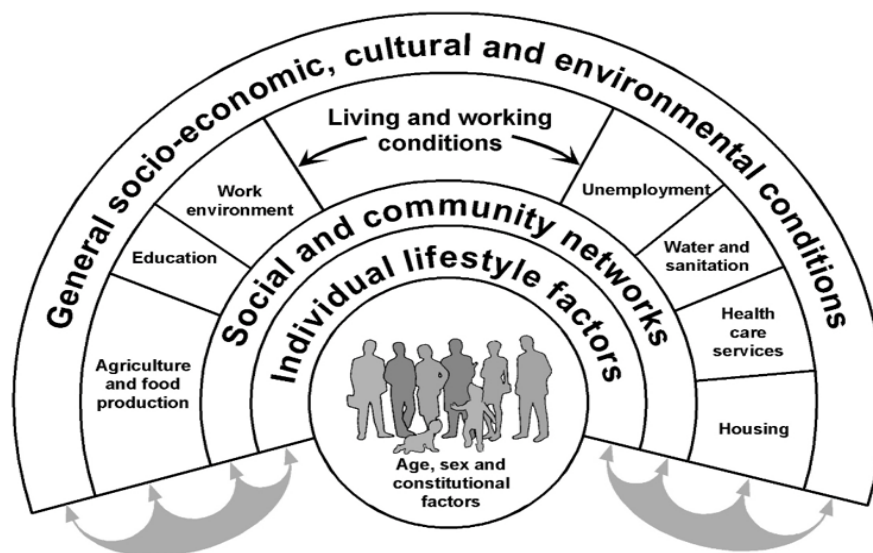 General socio-economic, cultural and environmental conditions
Living and working
conditions
Agriculture
and food
production
Education
Work
environment
Unemployment
Water and
sanitation
Health
care
services
Housing
Social and community networks
Individual lifestyle factors
Age, sex and
constitutional
factors